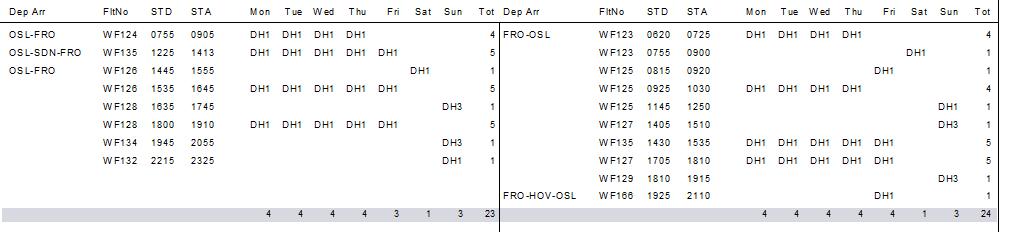 Dep Arr FltNo STD STA Mon Tue Wed Thu Fri Sat Sun Tot Dep Arr FltNo STD STA Mon Tue Wed Thu Fri Sat Sun Tot
OSL-FRO WF124 0755 0905 DH1 DH1 DH1 DH1 4 FRO-OSL WF123 0620 0725 DH1 DH1 DH1 DH1 4
OSL-SDN-FRO WF135 1225 1413 DH1 DH1 DH1 DH1 DH1 5 WF123 0755 0900 DH1 1
OSL-FRO WF126 1445 1555 DH1 1 WF125 0815 0920 DH1 1
WF126 1535 1645 DH1 DH1 DH1 DH1 DH1 5 WF125 0925 1030 DH1 DH1 DH1 DH1 4
WF128 1635 1745 DH3 1 WF125 1145 1250 DH1 1
WF128 1800 1910 DH1 DH1 DH1 DH1 DH1 5 WF127 1405 1510 DH3 1
WF134 1945 2055 DH3 1 WF135 1430 1535 DH1 DH1 DH1 DH1 DH1 5
WF132 2215 2325 DH1 1 WF127 1705 1810 DH1 DH1 DH1 DH1 DH1 5
WF129 1810 1915 DH3 1
FRO-HOV-OSL WF166 1925 2110 DH1 1
4 4 4 4 3 1 3 23 4 4 4 4 4 1 3 24